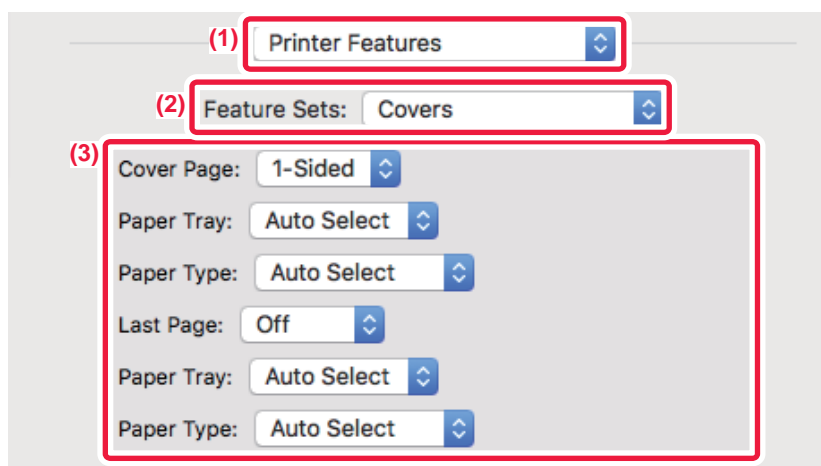 (1) Printer Features
(2) Feature Sets: Covers
(3)
Cover Page: 1-Sided
Paper Tray: Auto Select
Paper Type: Auto Select
Last Page: Off
Paper Tray: Auto Select
Paper Type: Auto Select